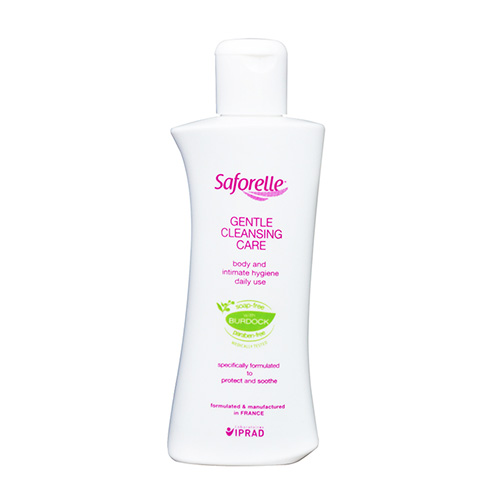 Saforelle
GENTLE
CLEANSING
CARE
body and
intimate hygiene
daily use
soap-free
with
BURDOCK
paraben-free
specifically formulated
to
protect and soothe
formulated & manufactured
in FRANCE
IPRAD